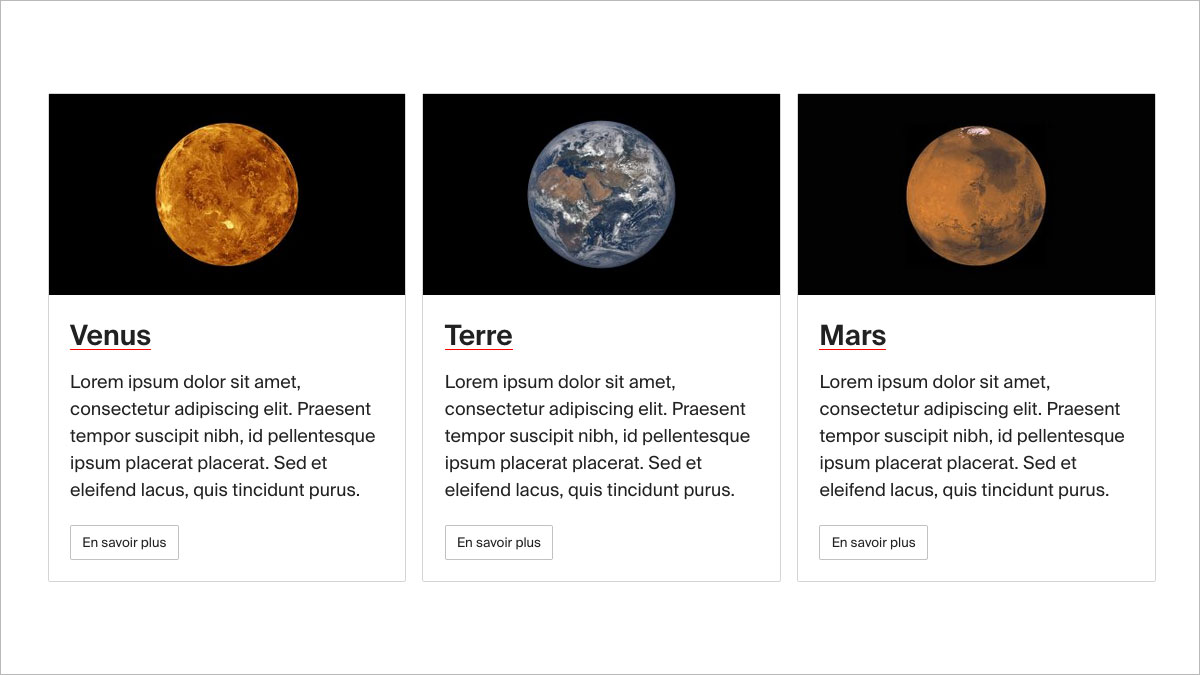 Venus
Lorem ipsum dolor sit amet,
consectetur adipiscing elit. Praesent
tempor suscipit nibh, id pellentesque
ipsum placerat placerat. Sed et
eleifend lacus, quis tincidunt purus.
En savoir plus
Terre
Lorem ipsum dolor sit amet,
consectetur adipiscing elit. Praesent
tempor suscipit nibh, id pellentesque
ipsum placerat placerat. Sed et
eleifend lacus, quis tincidunt purus.
En savoir plus
Mars
Lorem ipsum dolor sit amet,
consectetur adipiscing elit. Praesent
tempor suscipit nibh, id pellentesque
ipsum placerat placerat. Sed et
eleifend lacus, quis tincidunt purus.
En savoir plus